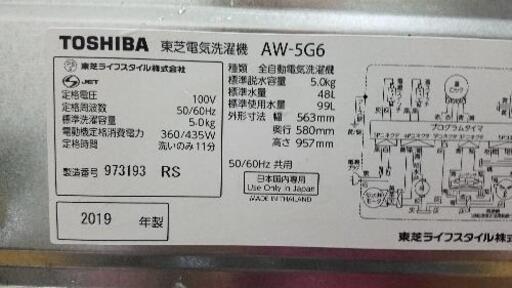 TOSHIBA 東芝電気洗濯機 AW-5G6
東芝ライフスタイル株式会社
JET
定格電圧 100V
定格周波数 50/60Hz
標準洗濯容量 5.0kg
電動機定格消費電力 360/435W
定格時間 洗いのみ11分
製造番号 973193 RS
2019 年製
種類 全自動電気洗濯機
標準脱水容量 5.0kg
標準水量 48L
標準使用水量 99L
外形寸法 幅 563mm
奥行 580mm
高さ 957mm
50/60Hz 共用
日本国内専用
Use Only in Japan
MADE IN THAILAND
プログラムタイマ
東芝ライフスタイル株式